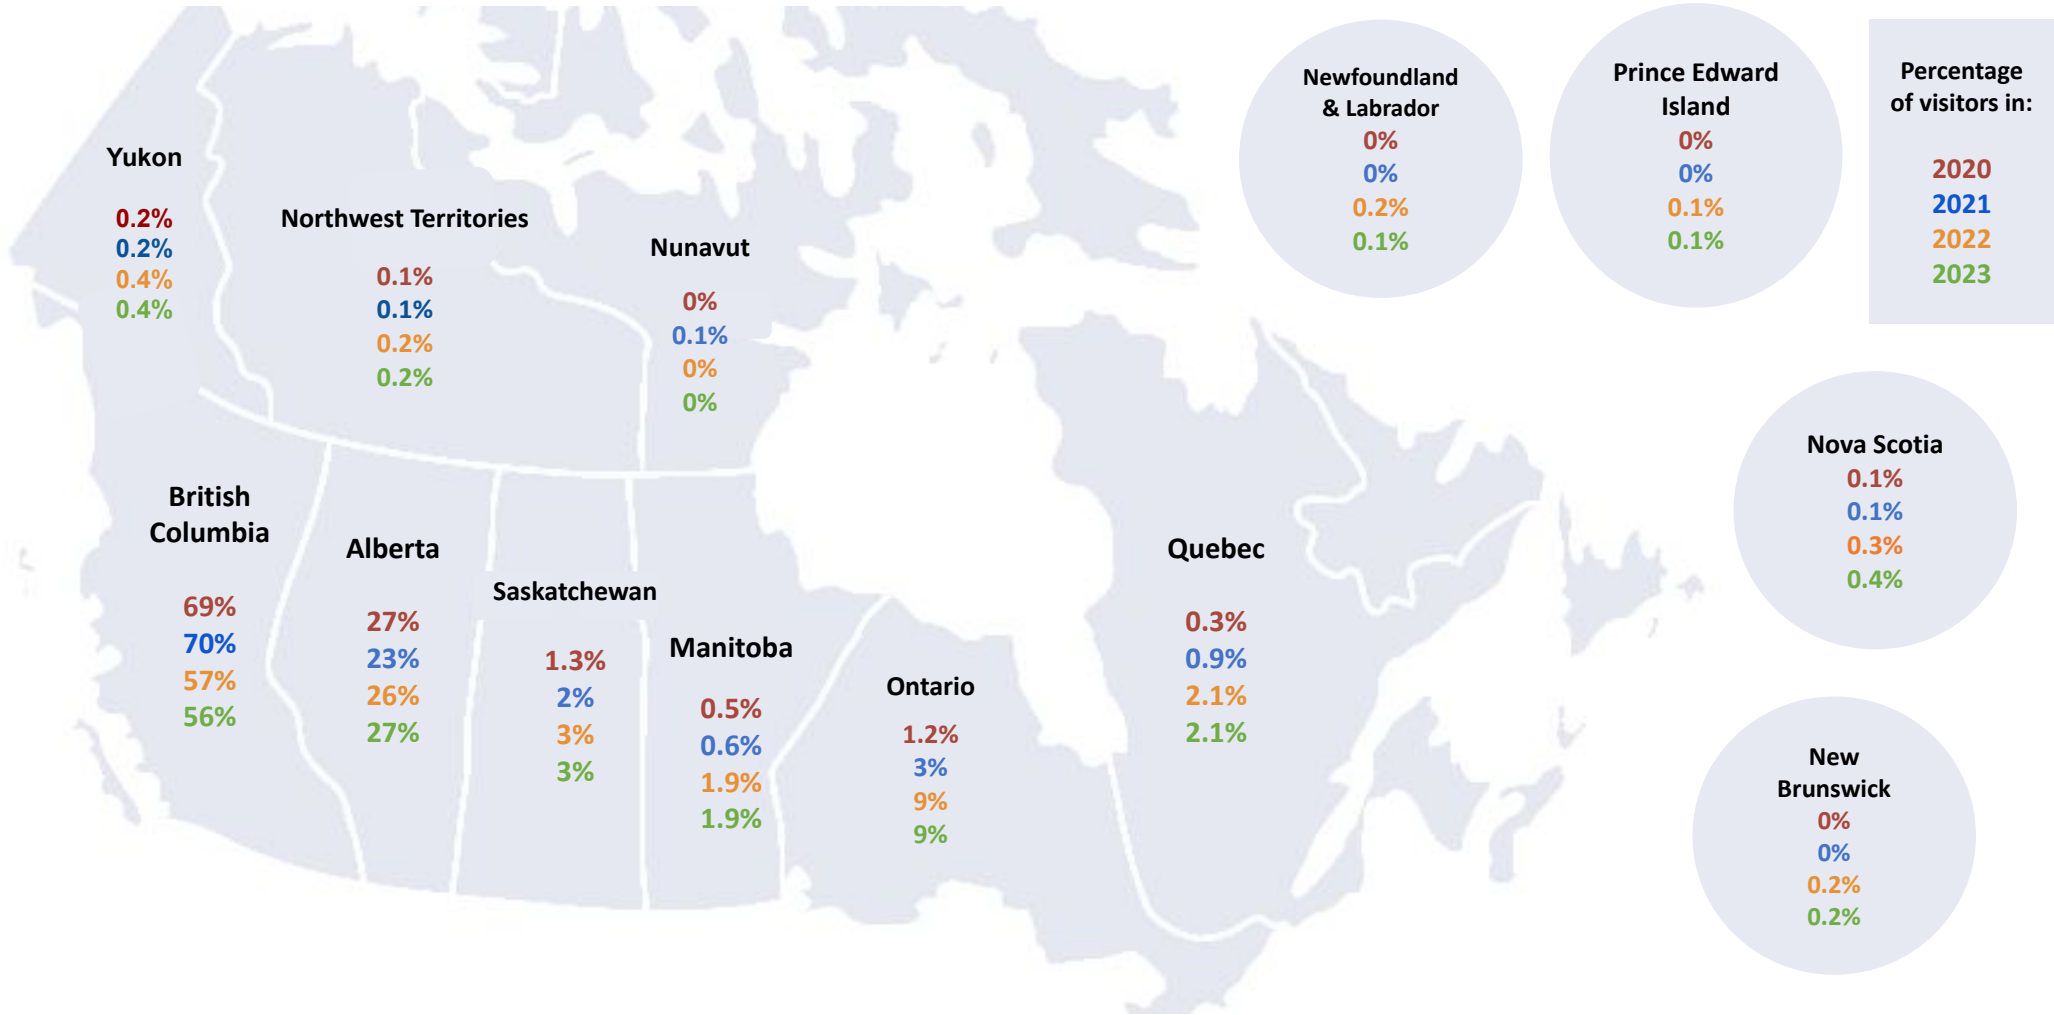 Yukon
0.2%
0.2%
0.4%
0.4%
Northwest Territories
0.1%
0.1%
0.2%
0.2%
Nunavut
0%
0.1%
0%
0%
Newfoundland
& Labrador
0%
0%
0.2%
0.1%
Prince Edward
Island
0%
0%
0.1%
0.1%
Percentage
of visitors in:
2020
2021
2022
2023
British
Columbia
69%
70%
57%
56%
Alberta
27%
23%
26%
27%
Saskatchewan
1.3%
2%
3%
3%
Manitoba
0.5%
0.6%
1.9%
1.9%
Ontario
1.2%
3%
9%
9%
Quebec
0.3%
0.9%
2.1%
2.1%
Nova Scotia
0.1%
0.1%
0.3%
0.4%
New
Brunswick
0%
0%
0.2%
0.2%